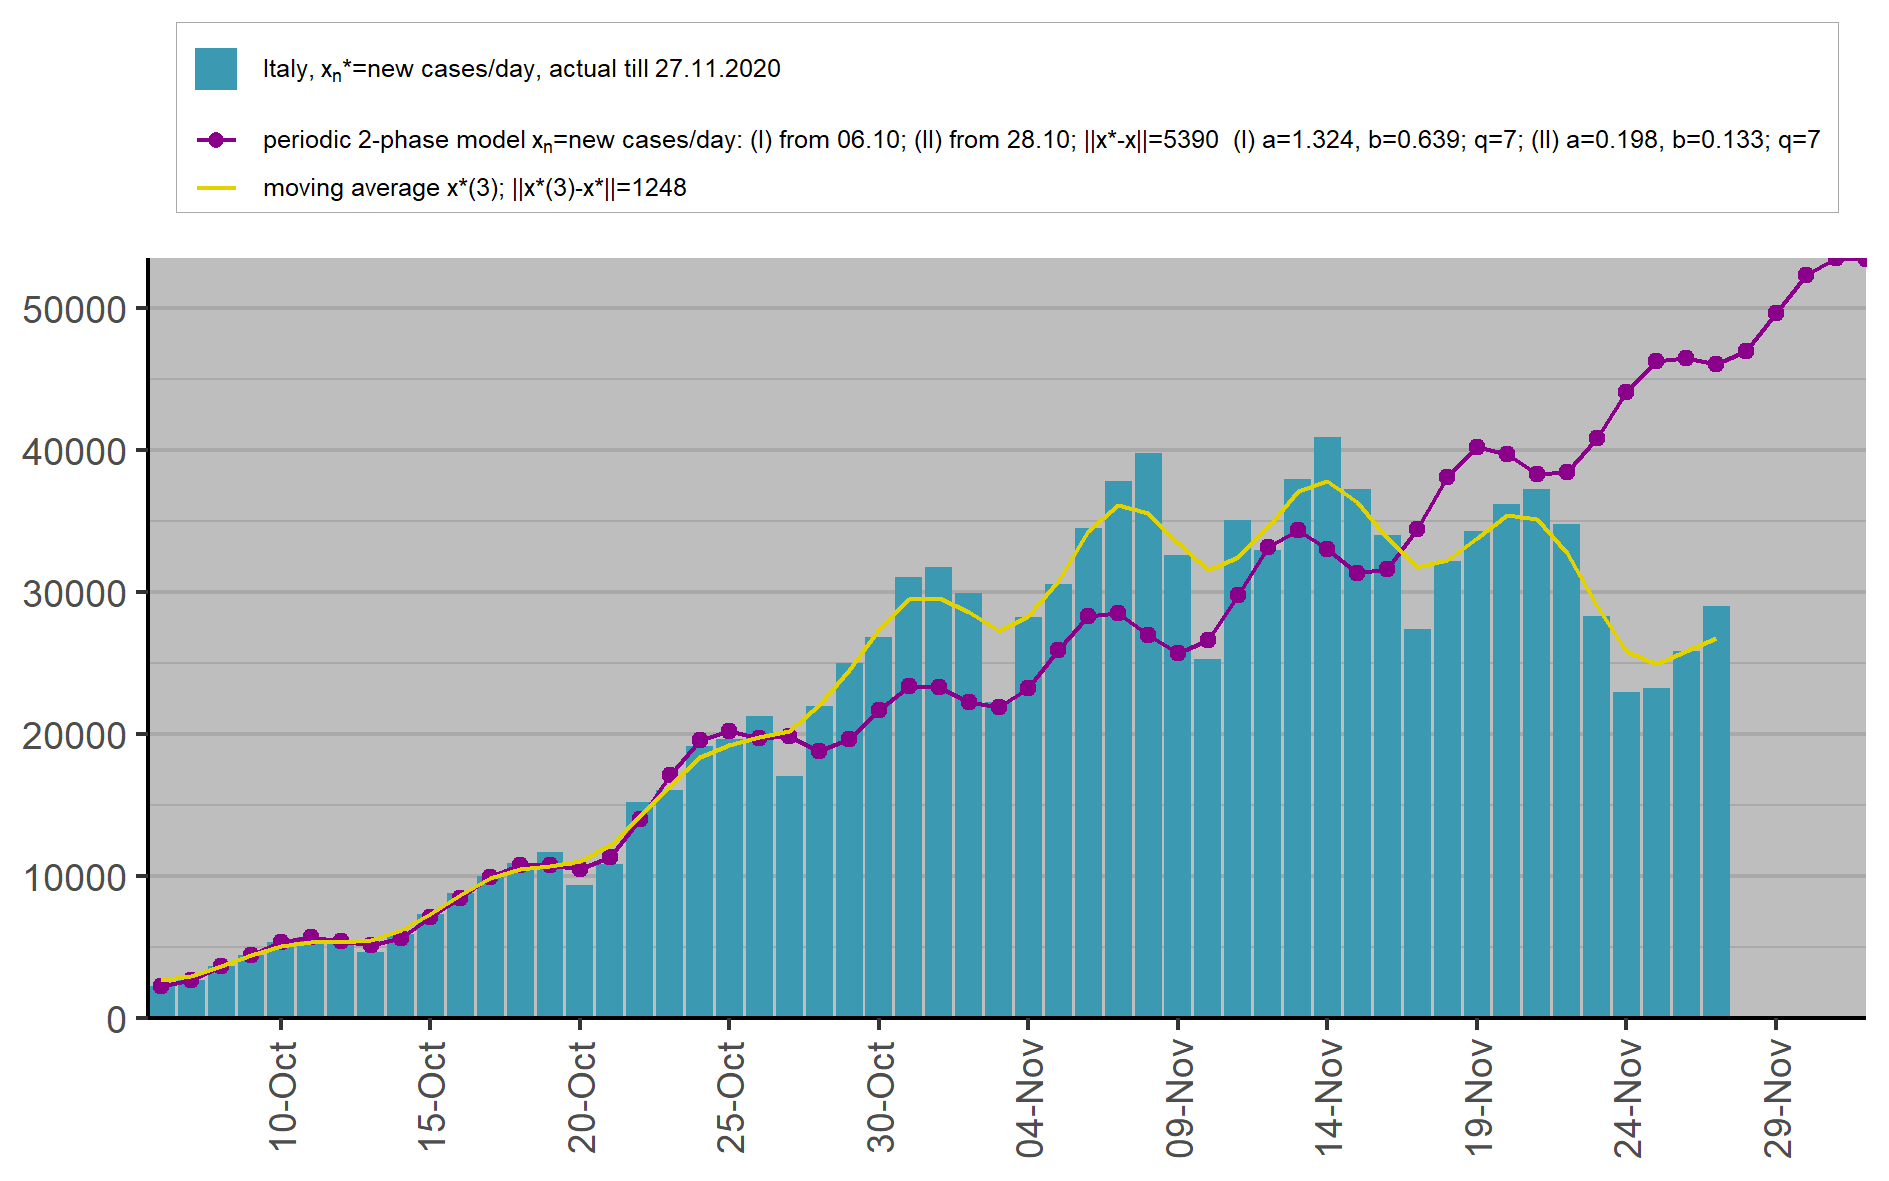 Italy, xn*=new cases/day, actual till 27.11.2020
periodic 2-phase model xn=new cases/day: (I) from 06.10; (II) from 28.10; ||x*-x||=5390  (I) a=1.324, b=0.639; q=7; (II) a=0.198, b=0.133; q=7
moving average x*(3); ||x*(3)-x*||=1248
50000
40000
30000
20000
10000
0
10-Oct
15-Oct
20-Oct
25-Oct
30-Oct
04-Nov
09-Nov
14-Nov
19-Nov
24-Nov
29-Nov